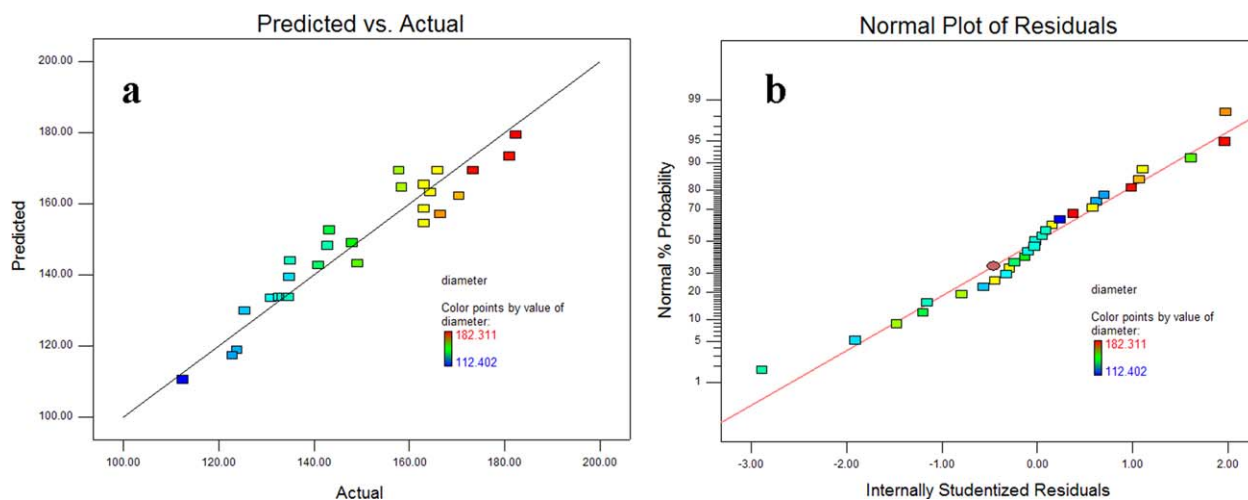 Predicted vs. Actual
a
Predicted
200.00
180.00
160.00
140.00
120.00
100.00
100.00
120.00
140.00
160.00
180.00
200.00
Actual
diameter
Color points by value of
diameter:
182.311
112.402
Normal Plot of Residuals
b
Normal % Probability
99
95
90
80
70
50
30
20
10
5
1
-3.00
-2.00
-1.00
0.00
1.00
2.00
Internally Studentized Residuals
diameter
Color points by value of
diameter:
182.311
112.402